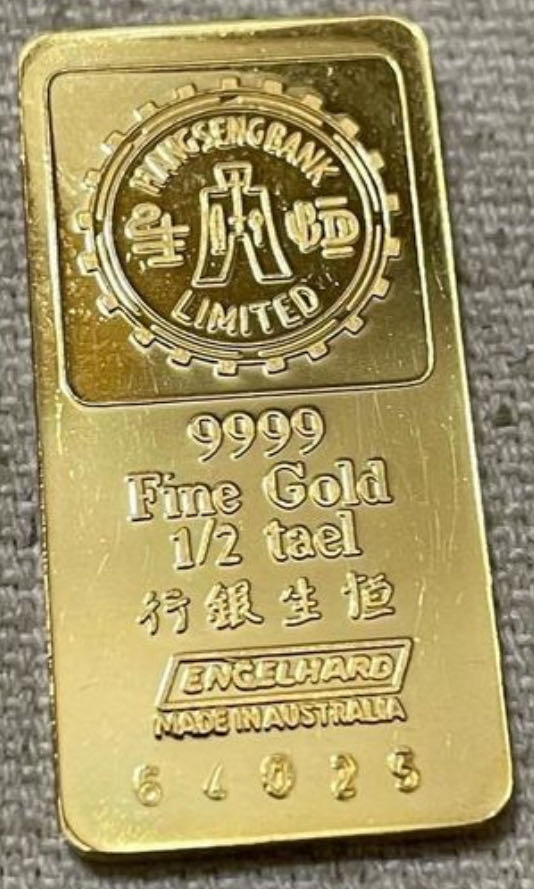 HANG SENG BANK
恒生
LIMITED
9999
Fine Gold
1/2 tael
恒生銀行
ENGELHARD
MADE IN AUSTRALIA
64025